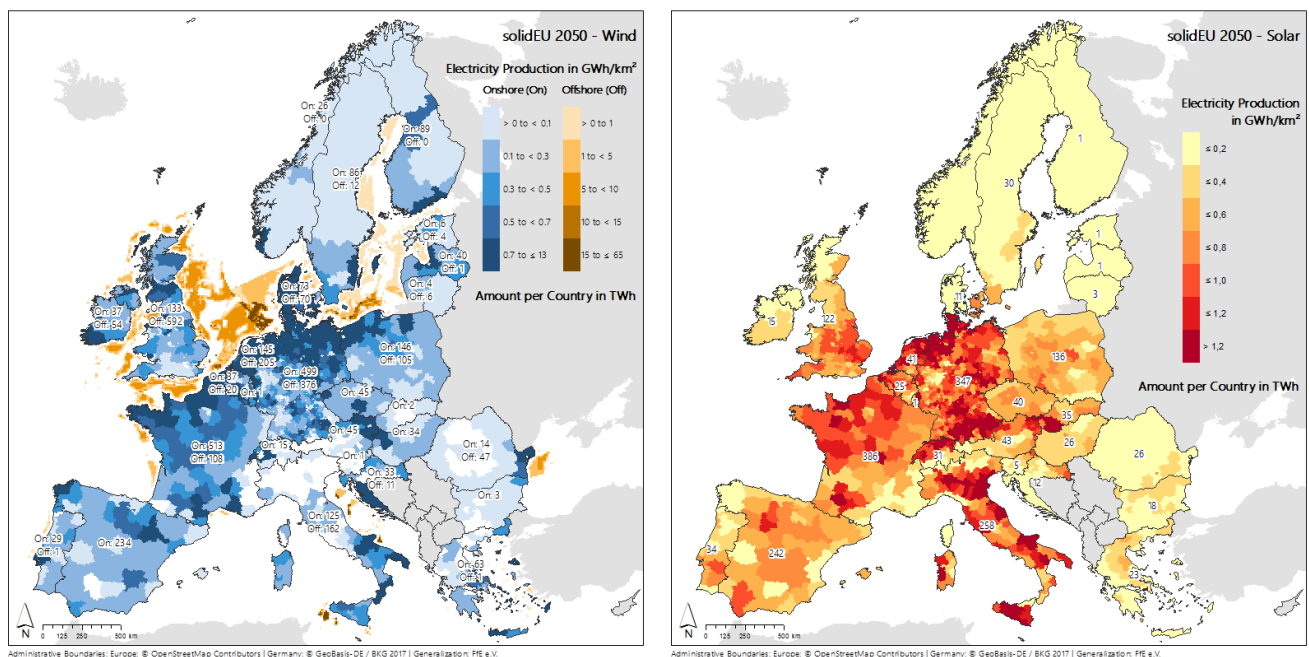 solidEU 2050 - Wind
Electricity Production in GWh/km²
Onshore (On) Offshore (Off)
> 0 to < 0.1 > 0 to 1
0.1 to < 0.3 1 to < 5
0.3 to < 0.5 5 to < 10
0.5 to < 0.7 10 to < 15
0.7 to ≤ 13 15 to ≤ 65
Amount per Country in TWh
On: 26
Off: 0
On: 89
Off: 0
On: 86
Off: 12
On: 6
Off: 4
On: 40
Off: 1
On: 4
Off: 6
On: 73
Off: 70
On: 37
Off: 54
On: 133
Off: 592
On: 145
Off: 205
On: 146
Off: 105
On: 37
Off: 20
On: 1
On: 499
Off: 376
On: 45
On: 2
On: 45
On: 34
On: 513
Off: 108
On: 15
On: 1
On: 14
Off: 47
On: 33
Off: 11
On: 3
On: 125
Off: 162
On: 29
Off: 1
On: 234
On: 63
N
0 125 250 500 km
Administrative Boundaries: Europe: © OpenStreetMap Contributors | Germany: © GeoBasis-DE / BKG 2017 | Generalization: FfE e.V.
solidEU 2050 - Solar
Electricity Production
in GWh/km²
≤ 0,2
≤ 0,4
≤ 0,6
≤ 0,8
≤ 1,0
≤ 1,2
> 1,2
Amount per Country in TWh
1
30
1
1
3
11
15
122
41
136
25
347
1
40
35
43
26
386
31
5
12
26
18
258
34
242
23
N
0 125 250 500 km
Administrative Boundaries: Europe: © OpenStreetMap Contributors | Germany: © GeoBasis-DE / BKG 2017 | Generalization: FfE e.V.